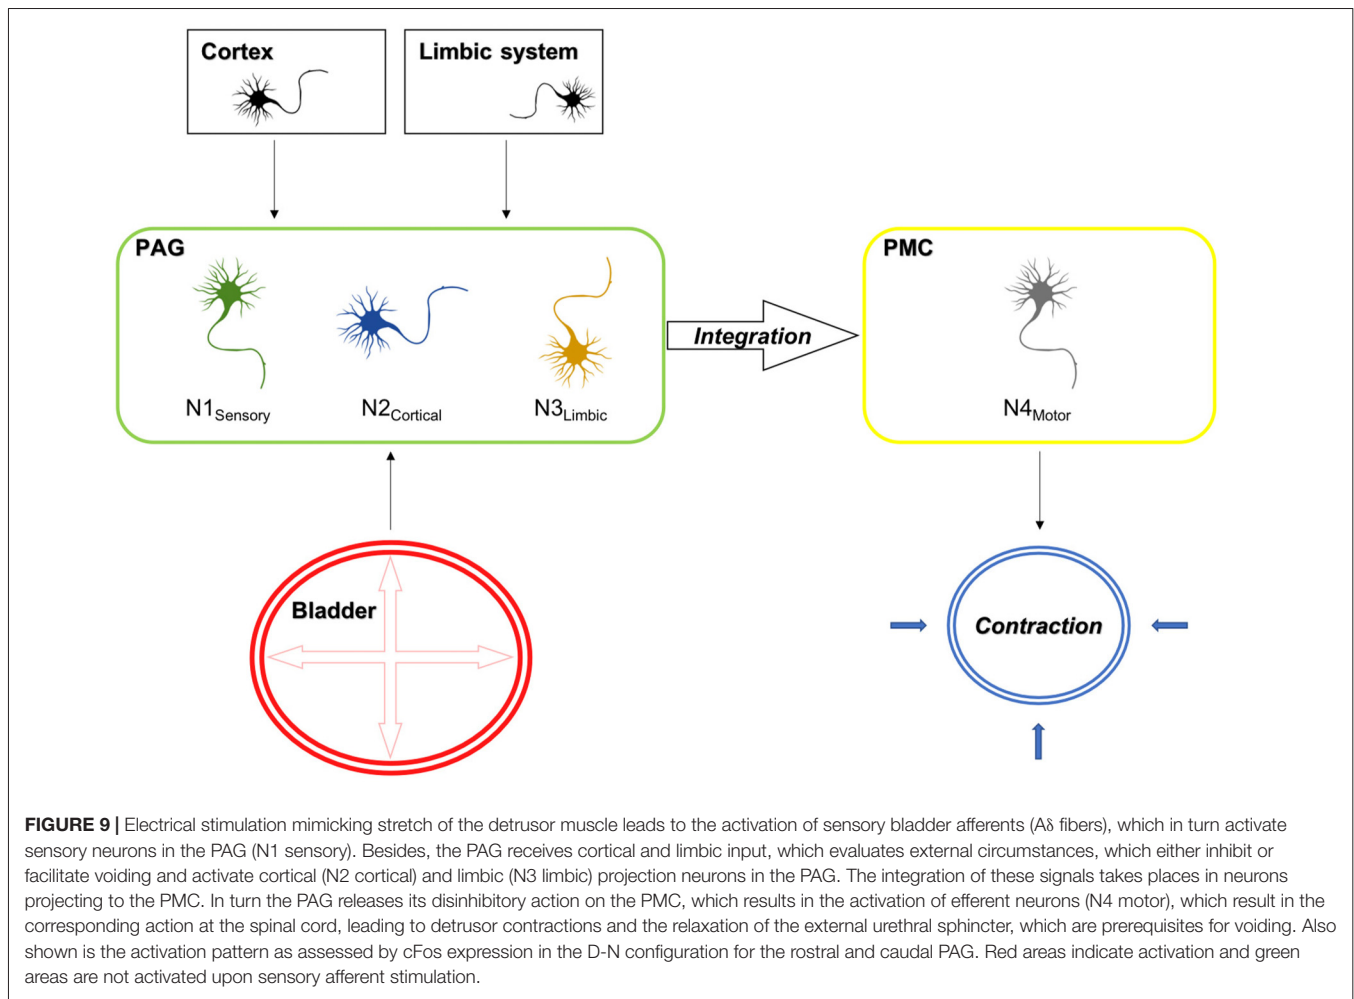 Cortex
Limbic system
PAG
N1Sensory
N2Cortical
N3Limbic
Integration
PMC
N4Motor
Bladder
Contraction
FIGURE 9 | Electrical stimulation mimicking stretch of the detrusor muscle leads to the activation of sensory bladder afferents (Aδ fibers), which in turn activate
sensory neurons in the PAG (N1 sensory). Besides, the PAG receives cortical and limbic input, which evaluates external circumstances, which either inhibit or
facilitate voiding and activate cortical (N2 cortical) and limbic (N3 limbic) projection neurons in the PAG. The integration of these signals takes places in neurons
projecting to the PMC. In turn the PAG releases its disinhibitory action on the PMC, which results in the activation of efferent neurons (N4 motor), which result in the
corresponding action at the spinal cord, leading to detrusor contractions and the relaxation of the external urethral sphincter, which are prerequisites for voiding. Also
shown is the activation pattern as assessed by cFos expression in the D-N configuration for the rostral and caudal PAG. Red areas indicate activation and green
areas are not activated upon sensory afferent stimulation.